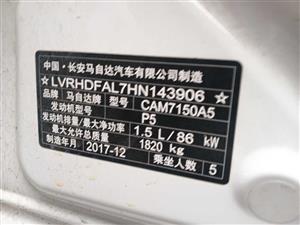 中国·长安马自达汽车有限公司制造
☆LVRHDFAL7HN143906☆
品牌 马自达牌 型号 CAM7150A5
发动机型号 P5
发动机排量/最大净功率 1.5 L/86 kW
最大允许总质量 1820 kg
制造年月 2017-12 乘坐人数 5